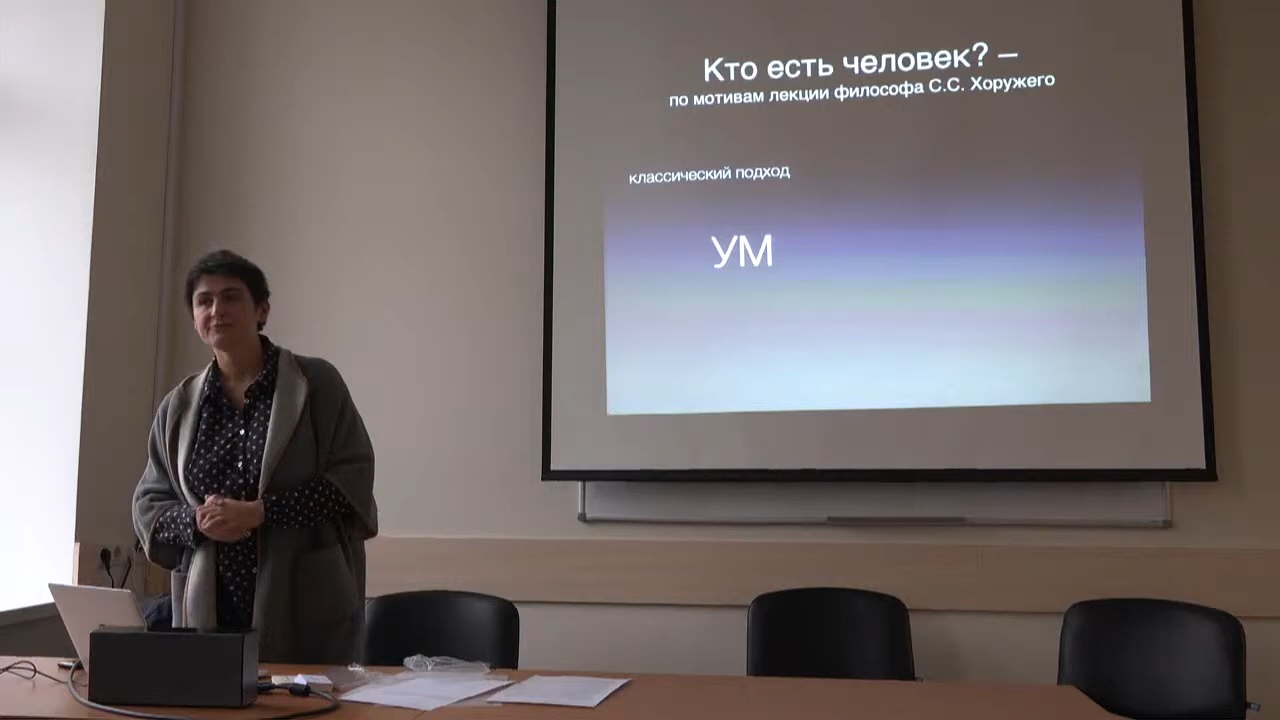 Кто есть человек? –
по мотивам лекции философа С.С. Хоружего
классический подход
УМ